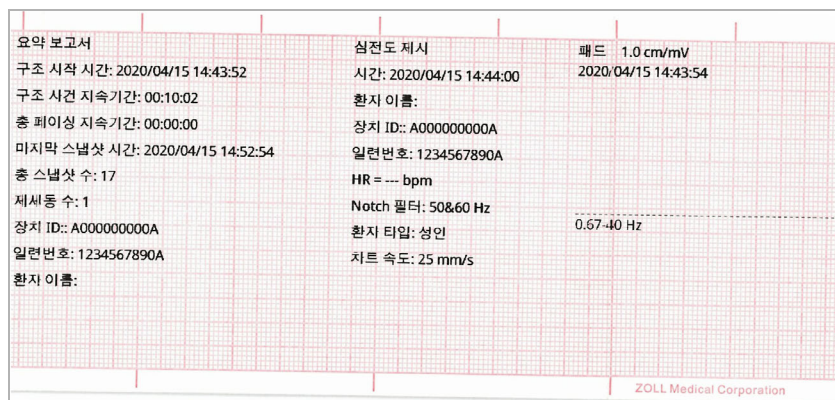 요약 보고서
구조 시작 시간: 2020/04/15 14:43:52
구조 사건 지속기간: 00:10:02
총 페이싱 지속기간: 00:00:00
마지막 스냅샷 시간: 2020/04/15 14:52:54
총 스냅샷 수: 17
제세동 수: 1
장치 ID:: A000000000A
일련번호: 1234567890A
환자 이름:
심전도 제시
시간: 2020/04/15 14:44:00
환자 이름:
장치 ID:: A000000000A
일련번호: 1234567890A
HR = --- bpm
Notch 필터: 50&60 Hz
환자 타입: 성인
차트 속도: 25 mm/s
패드 1.0 cm/mV
2020/04/15 14:43:54
0.67-40 Hz
ZOLL Medical Corporation